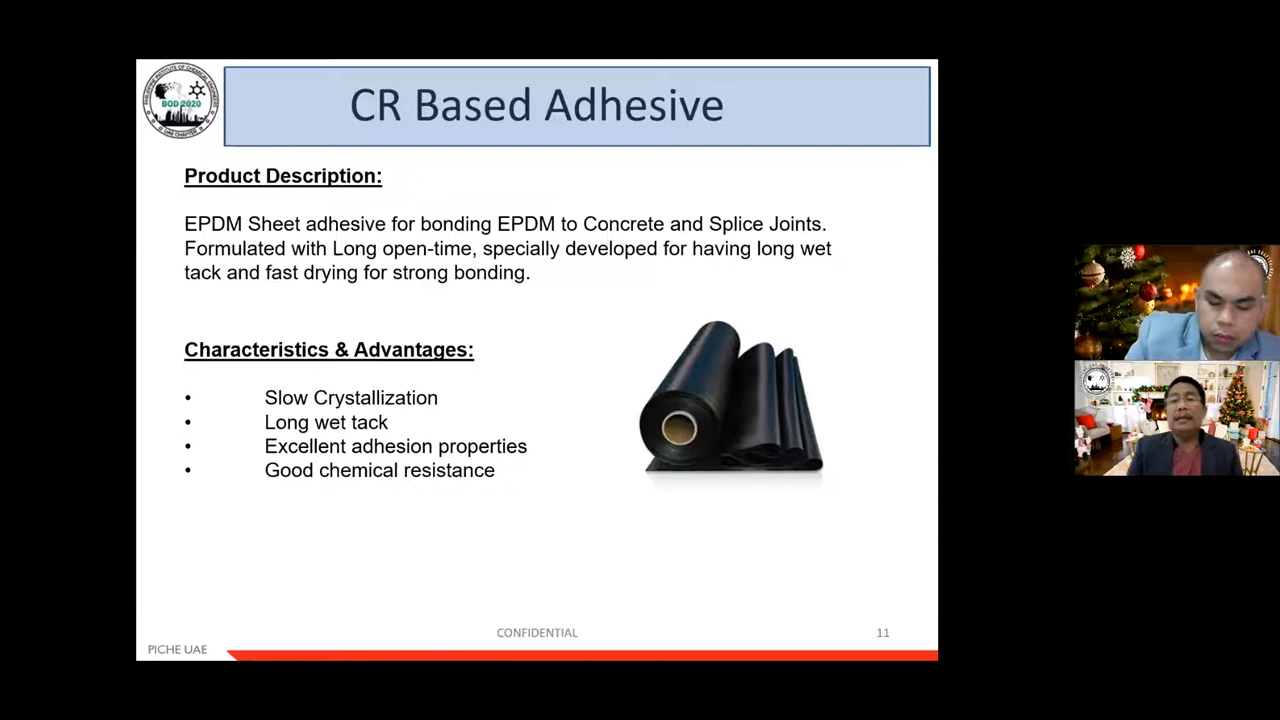 CR Based Adhesive
BOD 2020
UAE CHAPTER
Product Description:
EPDM Sheet adhesive for bonding EPDM to Concrete and Splice Joints.
Formulated with Long open-time, specially developed for having long wet
tack and fast drying for strong bonding.
Characteristics & Advantages:
• Slow Crystallization
• Long wet tack
• Excellent adhesion properties
• Good chemical resistance
CONFIDENTIAL
11
PICHE UAE